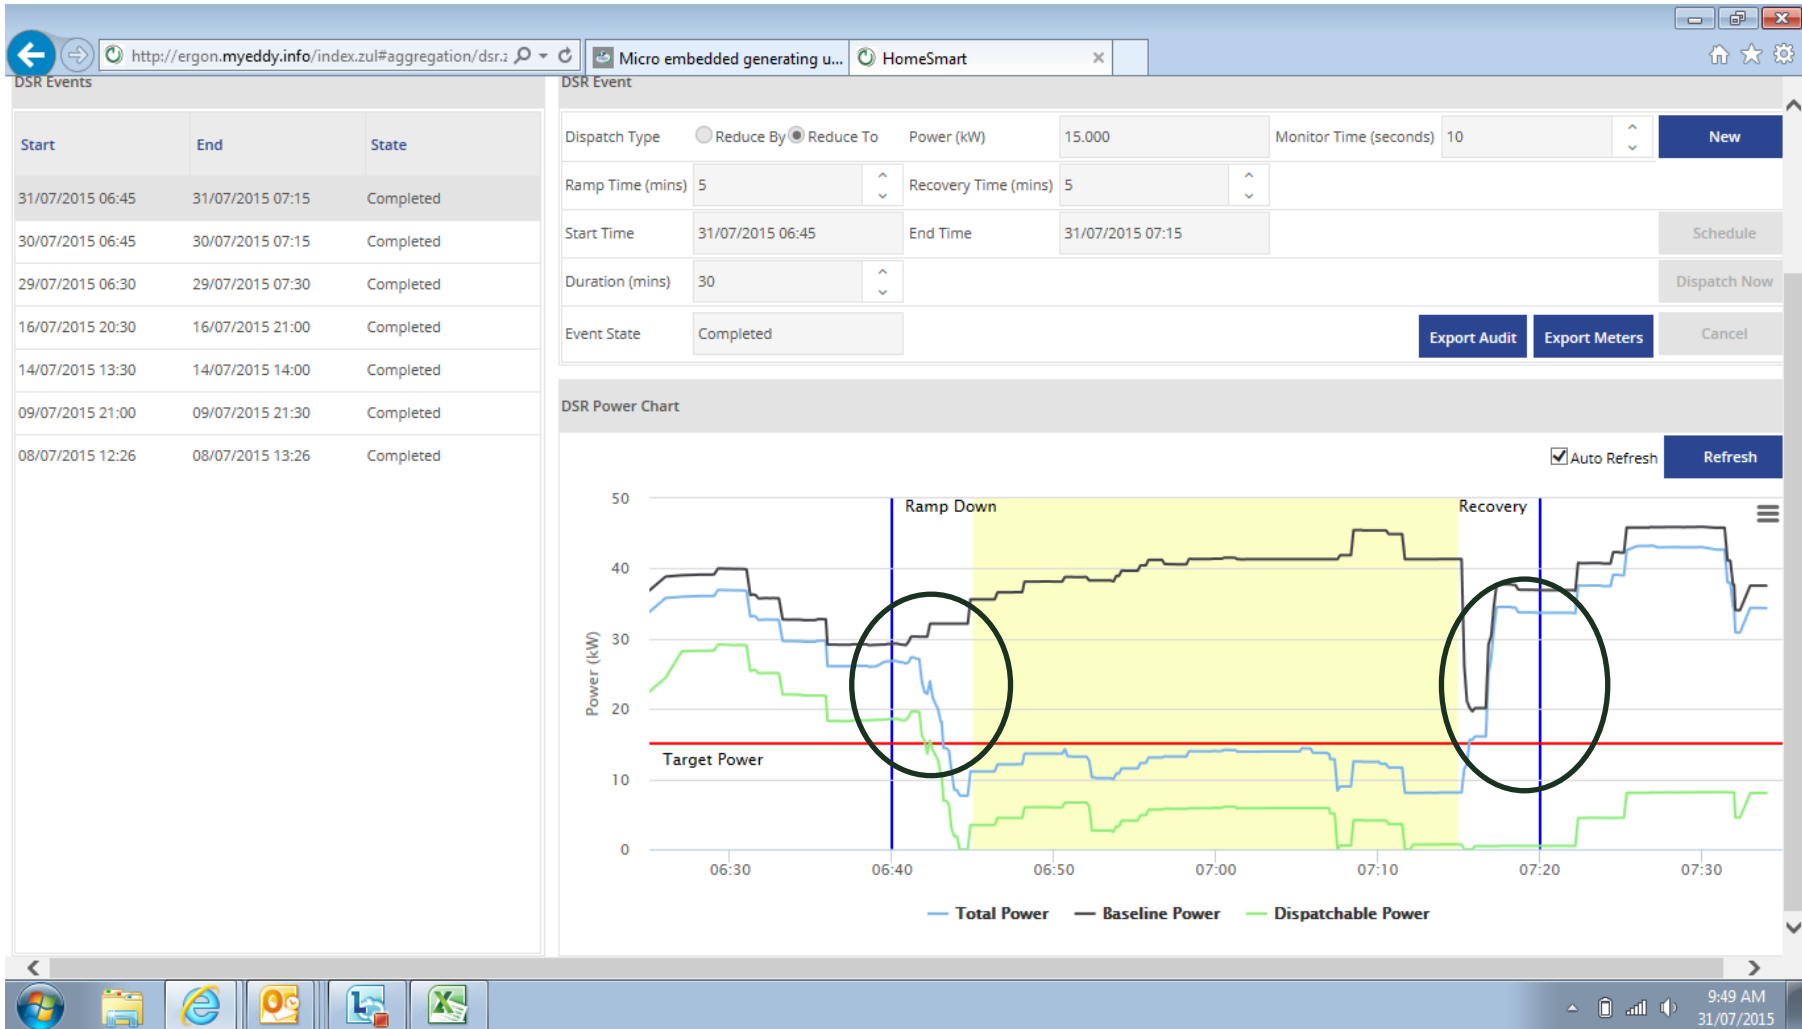 http://ergon.myeddy.info/index.zul#aggregation/dsr.z
Micro embedded generating u...
HomeSmart
DSR Events
Start End State
31/07/2015 06:45 31/07/2015 07:15 Completed
30/07/2015 06:45 30/07/2015 07:15 Completed
29/07/2015 06:30 29/07/2015 07:30 Completed
16/07/2015 20:30 16/07/2015 21:00 Completed
14/07/2015 13:30 14/07/2015 14:00 Completed
09/07/2015 21:00 09/07/2015 21:30 Completed
08/07/2015 12:26 08/07/2015 13:26 Completed
DSR Event
Dispatch Type Reduce By Reduce To Power (kW) 15.000 Monitor Time (seconds) 10 New
Ramp Time (mins) 5 Recovery Time (mins) 5
Start Time 31/07/2015 06:45 End Time 31/07/2015 07:15 Schedule
Duration (mins) 30 Dispatch Now
Event State Completed Export Audit Export Meters Cancel
DSR Power Chart
Auto Refresh Refresh
Ramp Down Recovery
50
40
30
20
10
0
Power (kW)
Target Power
06:30 06:40 06:50 07:00 07:10 07:20 07:30
Total Power Baseline Power Dispatchable Power
9:49 AM
31/07/2015